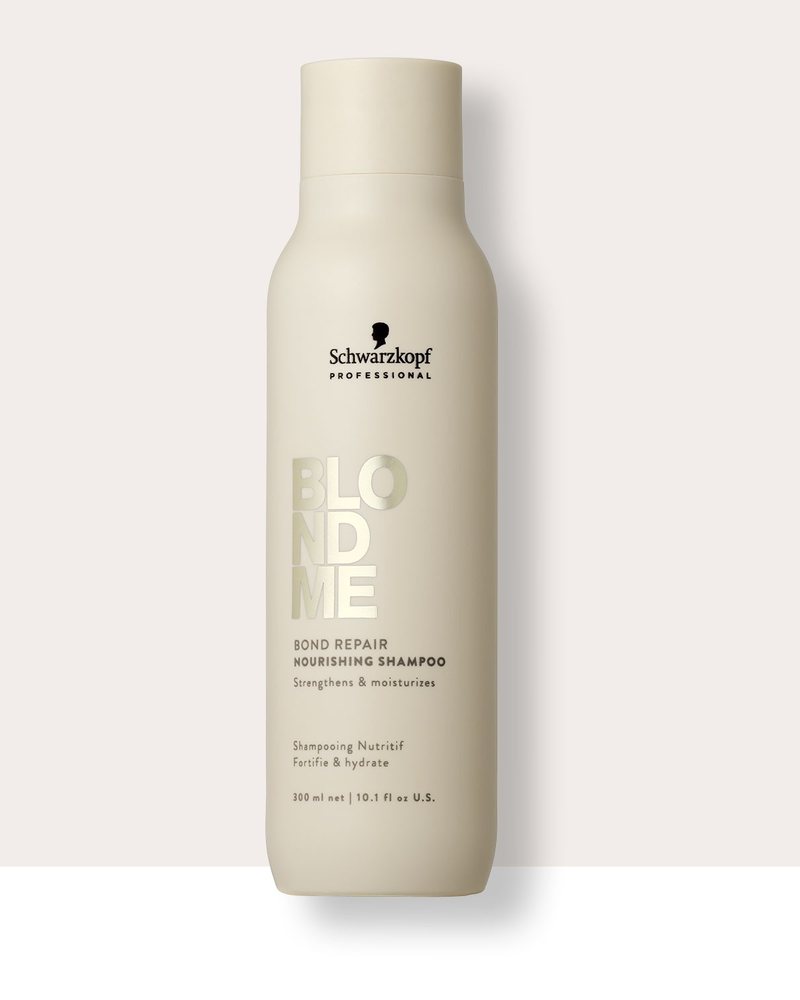 Schwarzkopf
PROFESSIONAL
BLO
ND
ME
BOND REPAIR
NOURISHING SHAMPOO
Strengthens & moisturizes
Shampooing Nutritif
Fortifie & hydrate
300 ml net | 10.1 fl oz U.S.